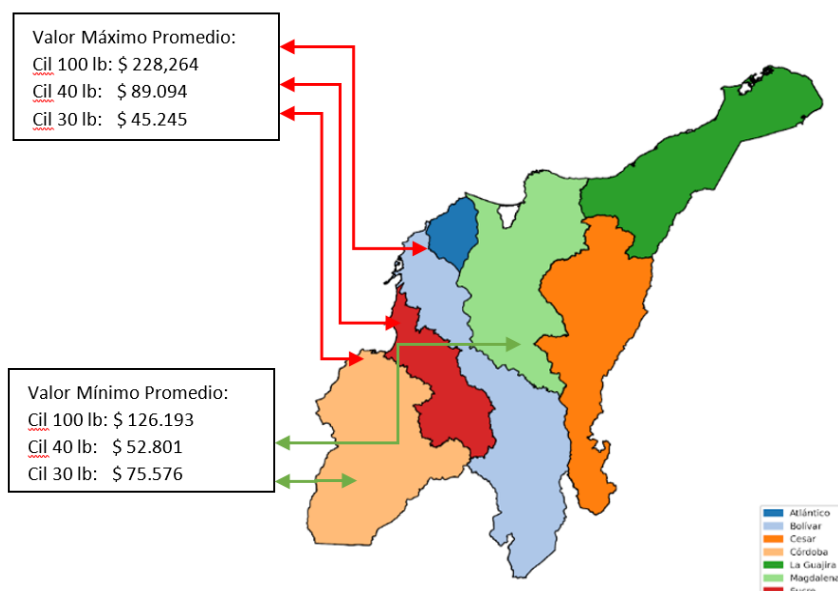 Valor Máximo Promedio:
Cil 100 lb: $ 228,264
Cil 40 lb: $ 89.094
Cil 30 lb: $ 45.245
Valor Mínimo Promedio:
Cil 100 lb: $ 126.193
Cil 40 lb: $ 52.801
Cil 30 lb: $ 75.576
Atlántico
Bolívar
Cesar
Córdoba
La Guajira
Magdalena
Sucre